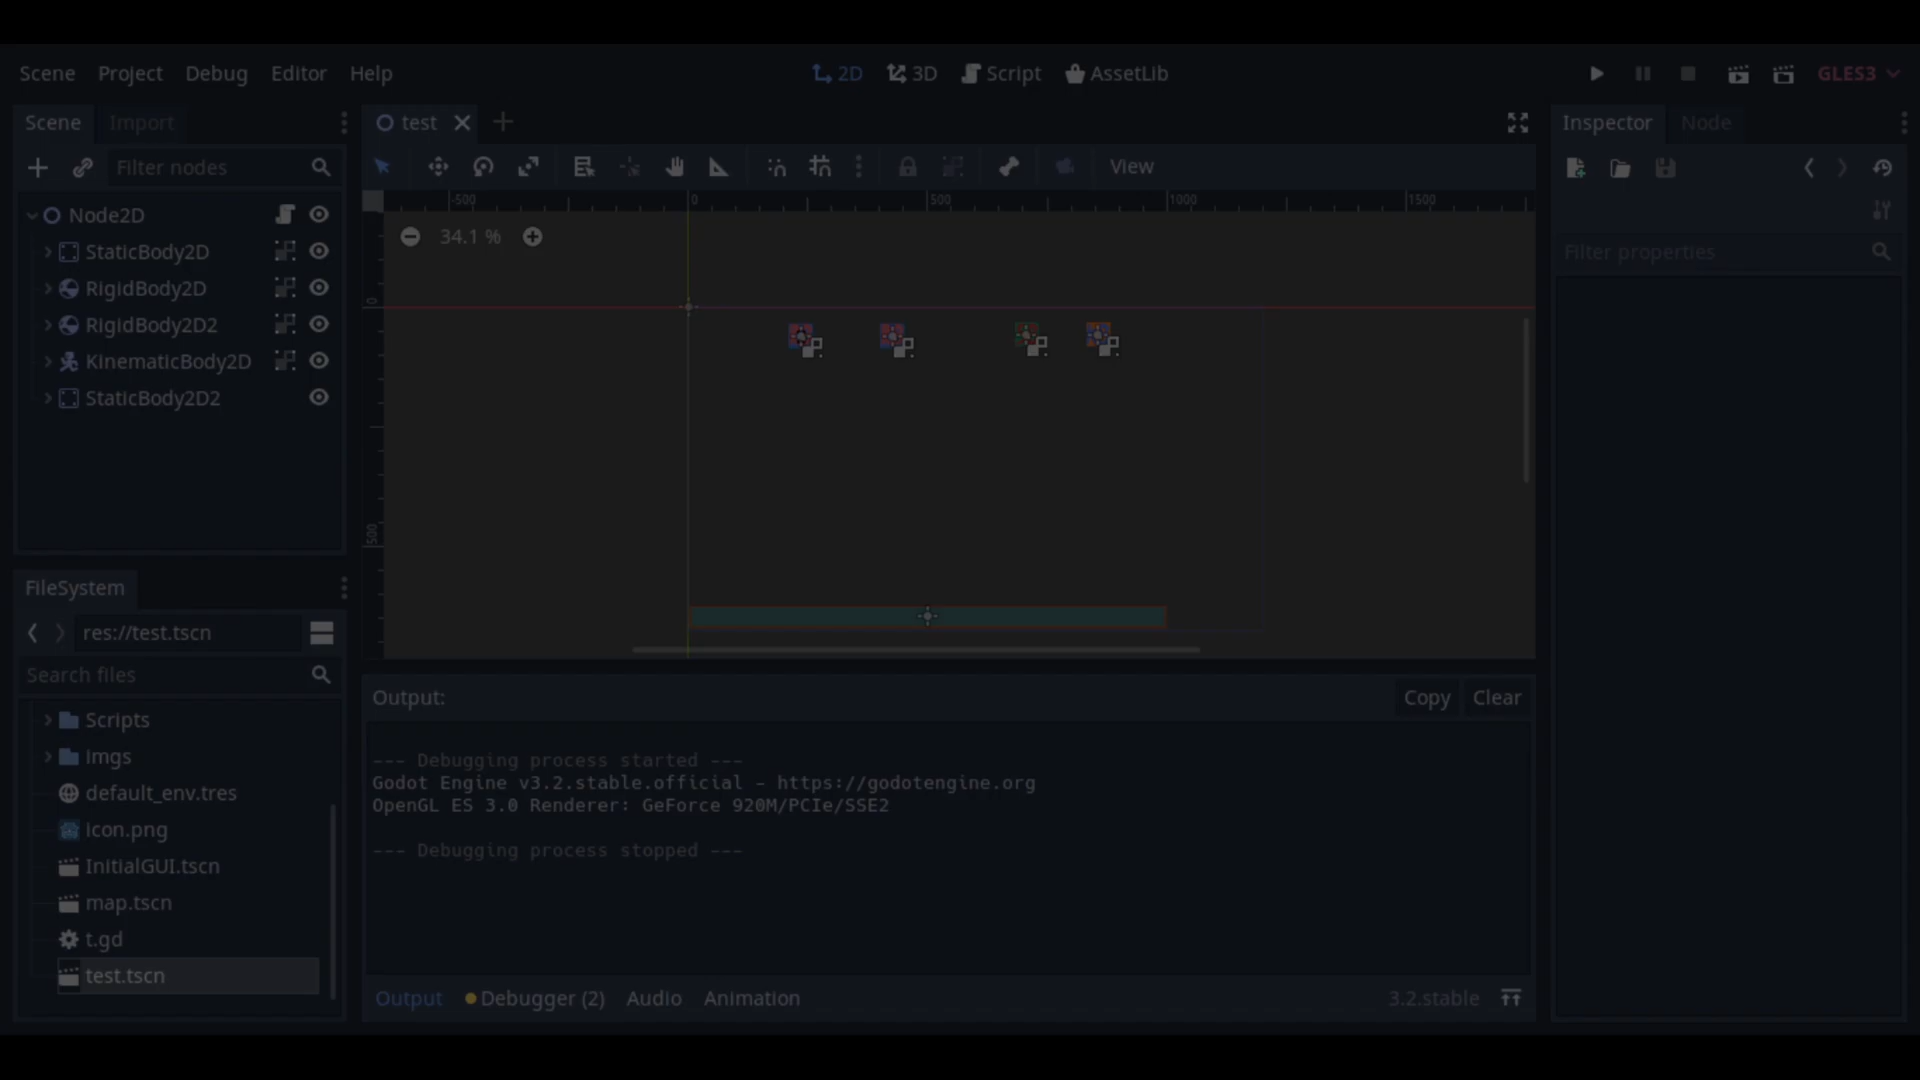 Scene Project Debug Editor Help
2D 3D Script AssetLib
GLES3
Scene Import
test
Inspector Node
Filter nodes
View
-500 0 500 1000 1500
Node2D
34.1 %
StaticBody2D
Filter properties
RigidBody2D
0
RigidBody2D2
KinematicBody2D
StaticBody2D2
500
FileSystem
res://test.tscn
Search files
Output:
Copy Clear
Scripts
imgs
--- Debugging process started ---
Godot Engine v3.2.stable.official - https://godotengine.org
OpenGL ES 3.0 Renderer: GeForce 920M/PCIe/SSE2
--- Debugging process stopped ---
default_env.tres
icon.png
InitialGUI.tscn
map.tscn
t.gd
test.tscn
Output Debugger (2) Audio Animation
3.2.stable